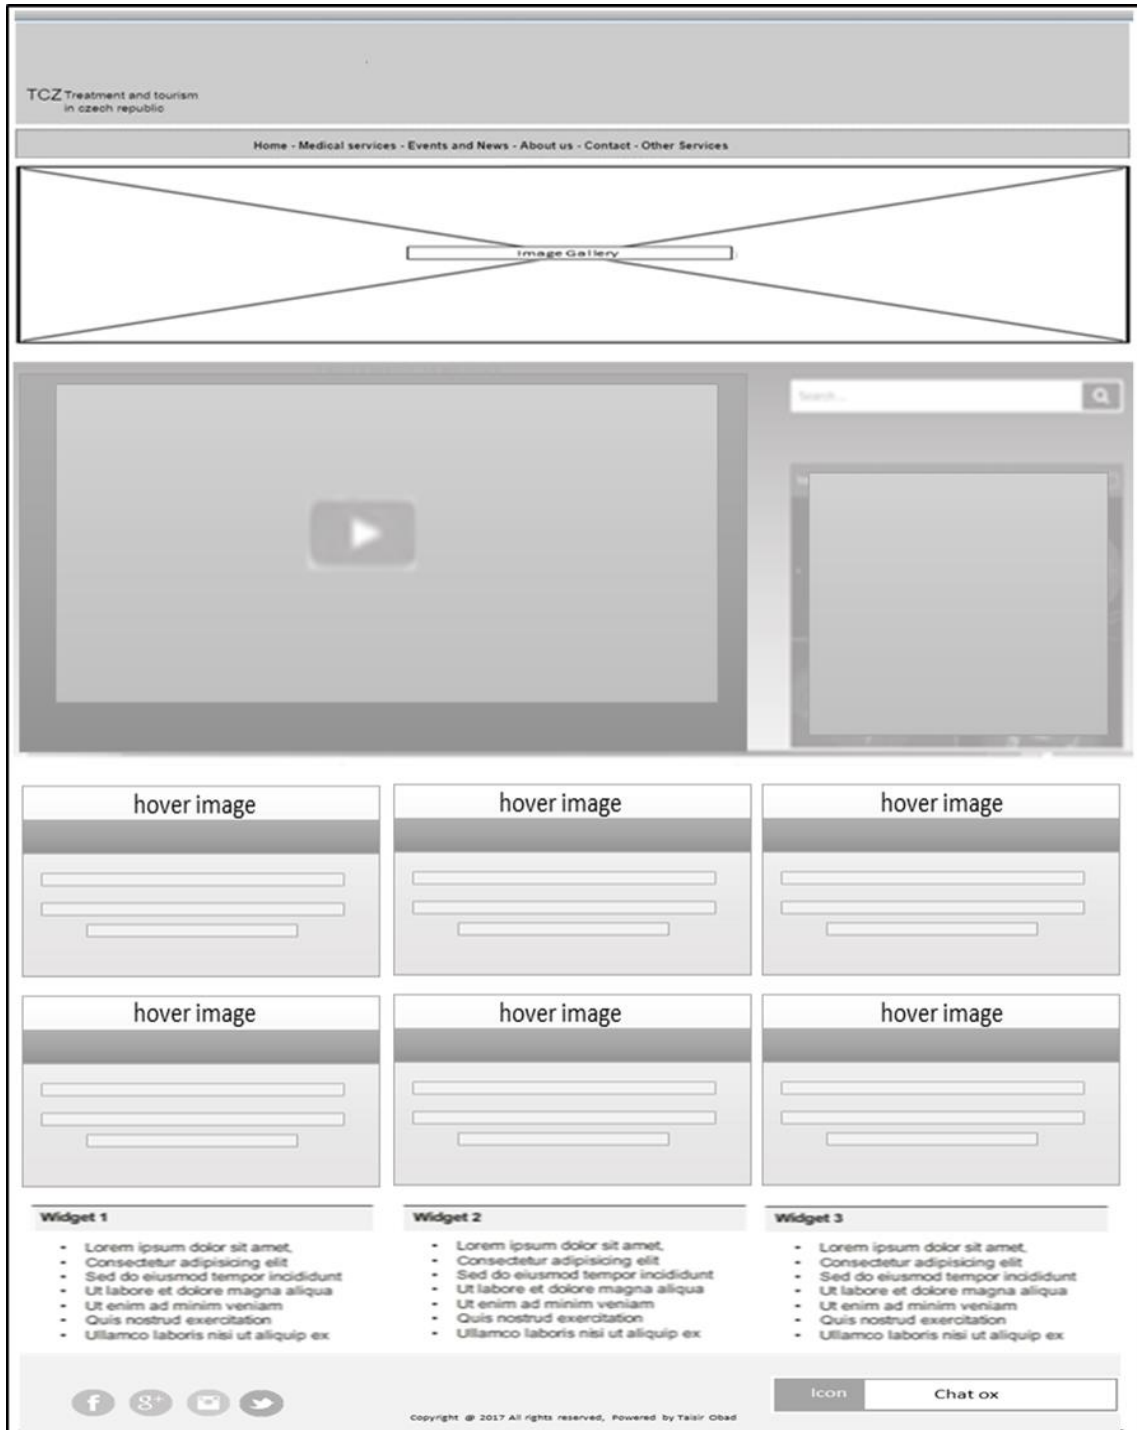 TCZ Treatment and tourism
in czech republic
Home - Medical services - Events and News - About us - Contact - Other Services
Image Gallery
Search...
hover image
hover image
hover image
hover image
hover image
hover image
Widget 1
• Lorem ipsum dolor sit amet,
• Consectetur adipisicing elit
• Sed do eiusmod tempor incididunt
• Ut labore et dolore magna aliqua
• Ut enim ad minim veniam
• Quis nostrud exercitation
• Ullamco laboris nisi ut aliquip ex
Widget 2
• Lorem ipsum dolor sit amet,
• Consectetur adipisicing elit
• Sed do eiusmod tempor incididunt
• Ut labore et dolore magna aliqua
• Ut enim ad minim veniam
• Quis nostrud exercitation
• Ullamco laboris nisi ut aliquip ex
Widget 3
• Lorem ipsum dolor sit amet,
• Consectetur adipisicing elit
• Sed do eiusmod tempor incididunt
• Ut labore et dolore magna aliqua
• Ut enim ad minim veniam
• Quis nostrud exercitation
• Ullamco laboris nisi ut aliquip ex
f g+
Icon Chat ox
Copyright @ 2017 All rights reserved, Powered by Taisir Obad